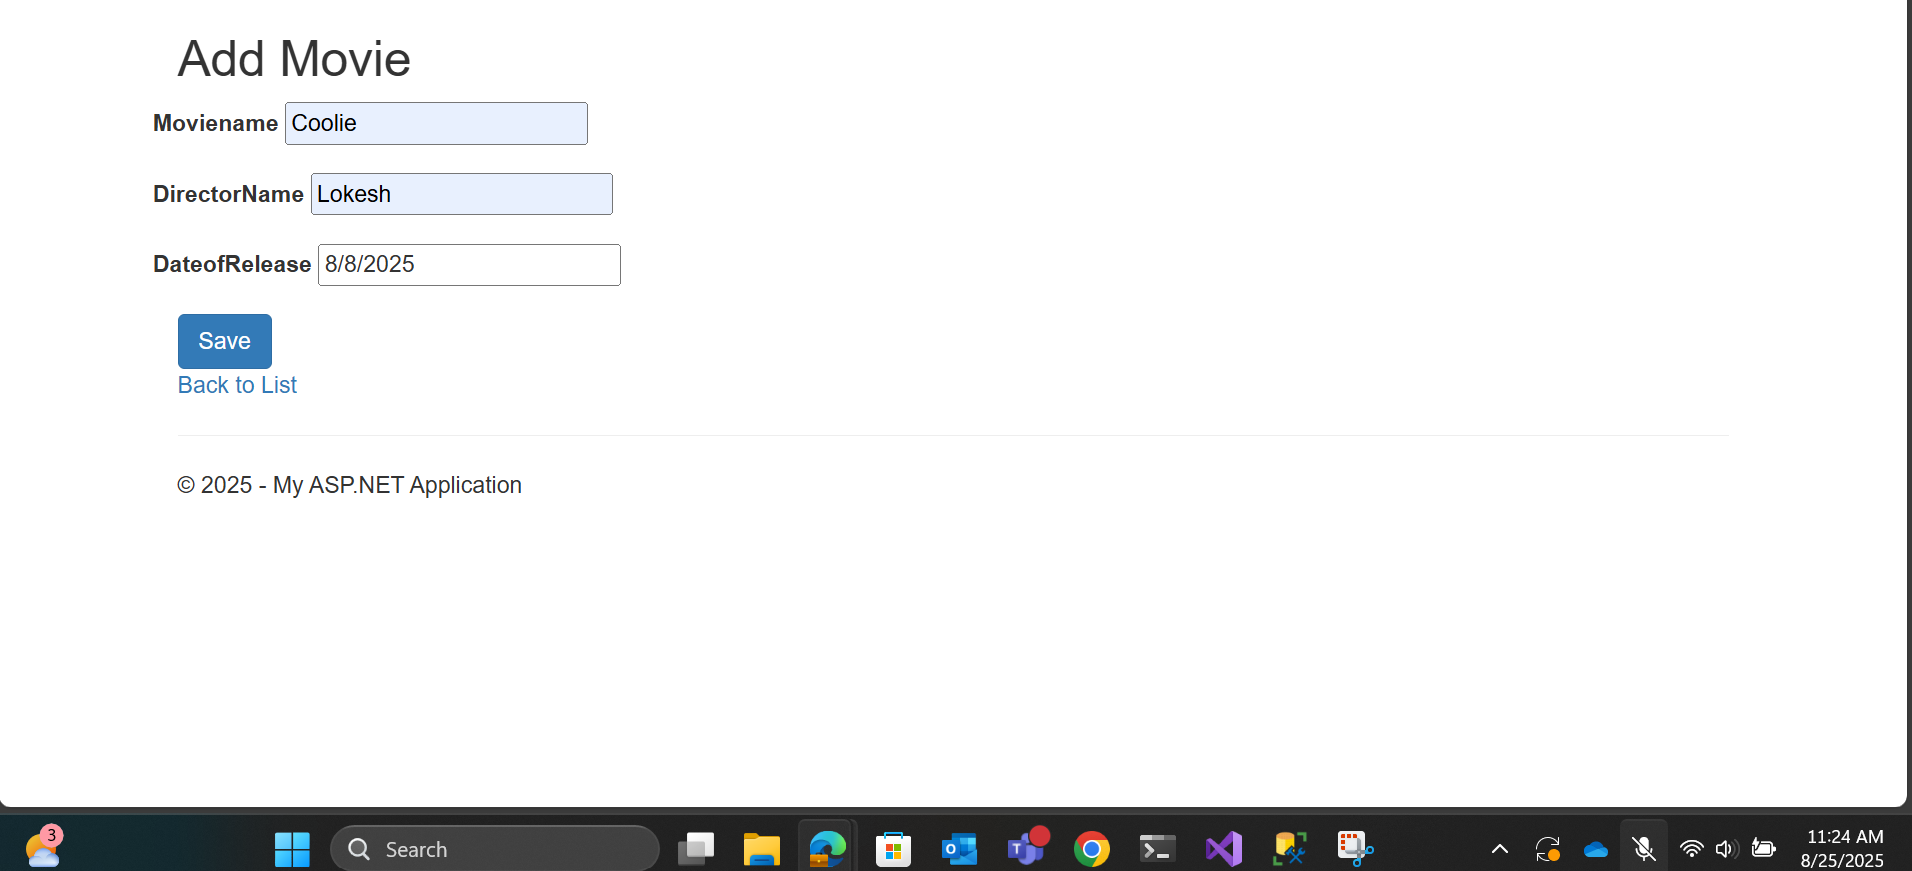 Add Movie
Moviename Coolie
DirectorName Lokesh
DateofRelease 8/8/2025
Save
Back to List
© 2025 - My ASP.NET Application
3
Search
11:24 AM
8/25/2025